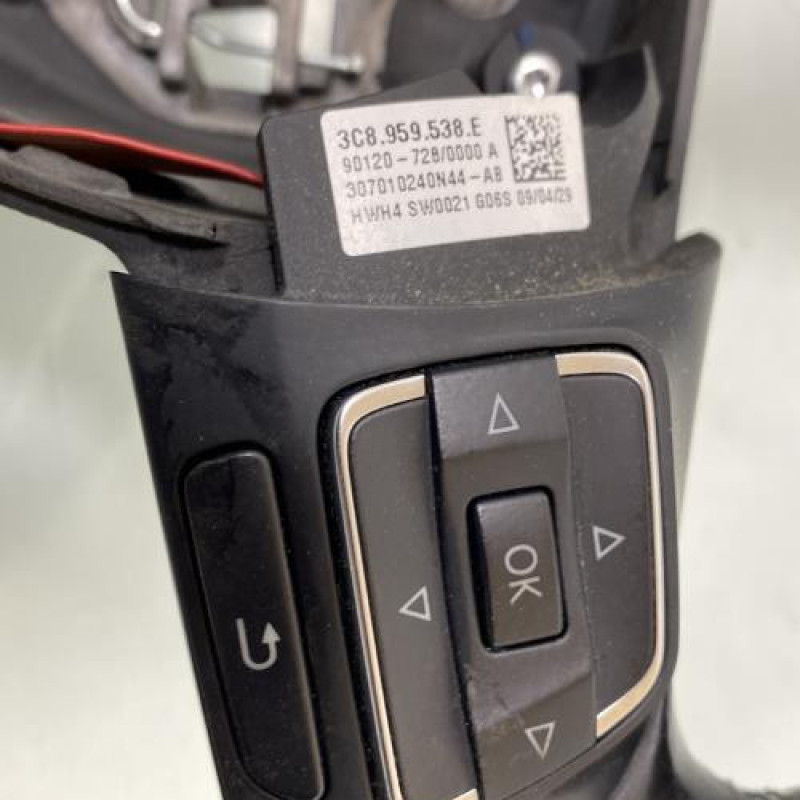 3C8.959.538.E
90120-728/0000 A
307010240N44-AB
HWH4 SW0021 G06S 09/04/29
OK